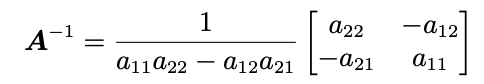 $$\boldsymbol{A}^{-1} = \frac{1}{a_{11}a_{22} - a_{12}a_{21}} \begin{bmatrix} a_{22} & -a_{12} \\ -a_{21} & a_{11} \end{bmatrix}$$